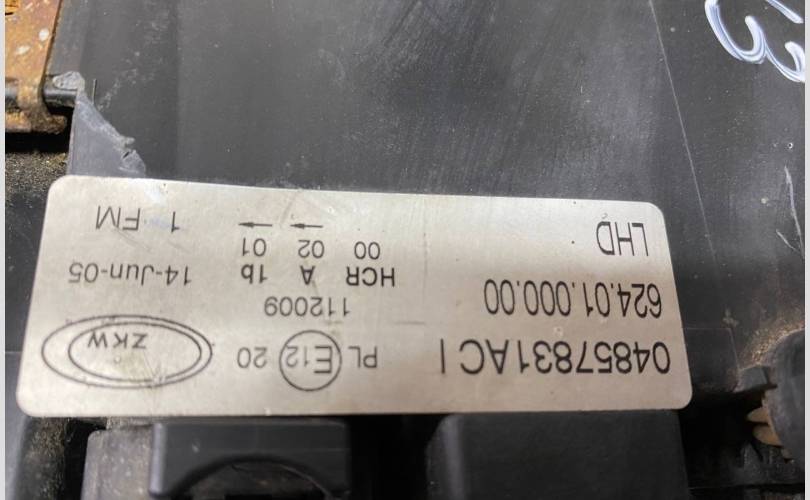 04857831AC I PL E12 20 ZKW
112009
624.01.000.00 HCR A 1b 14-Jun-05
00 02 01
LHD → → 1 FM